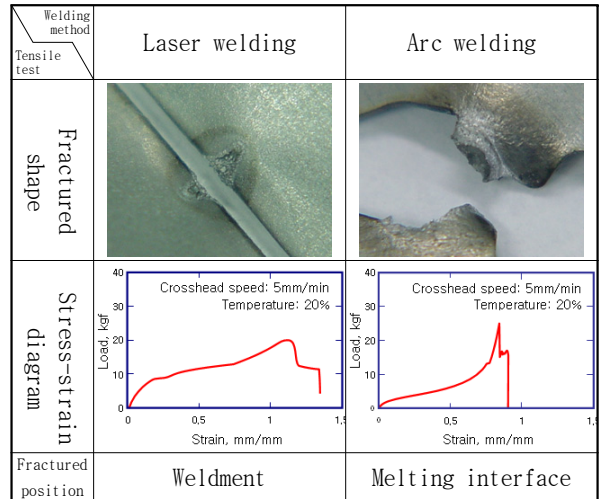 Welding
method
Tensile
test
Laser welding
Arc welding
Fractured
shape
Stress-strain
diagram
40
30
20
10
0
Load, kgf
Crosshead speed: 5mm/min
Temperature: 20%
0,5
1
1,5
Strain, mm/mm
40
30
20
10
0
Load, kgf
Crosshead speed: 5mm/min
Temperature: 20%
0
0,5
1
1,5
Strain, mm/mm
Fractured
position
Weldment
Melting interface